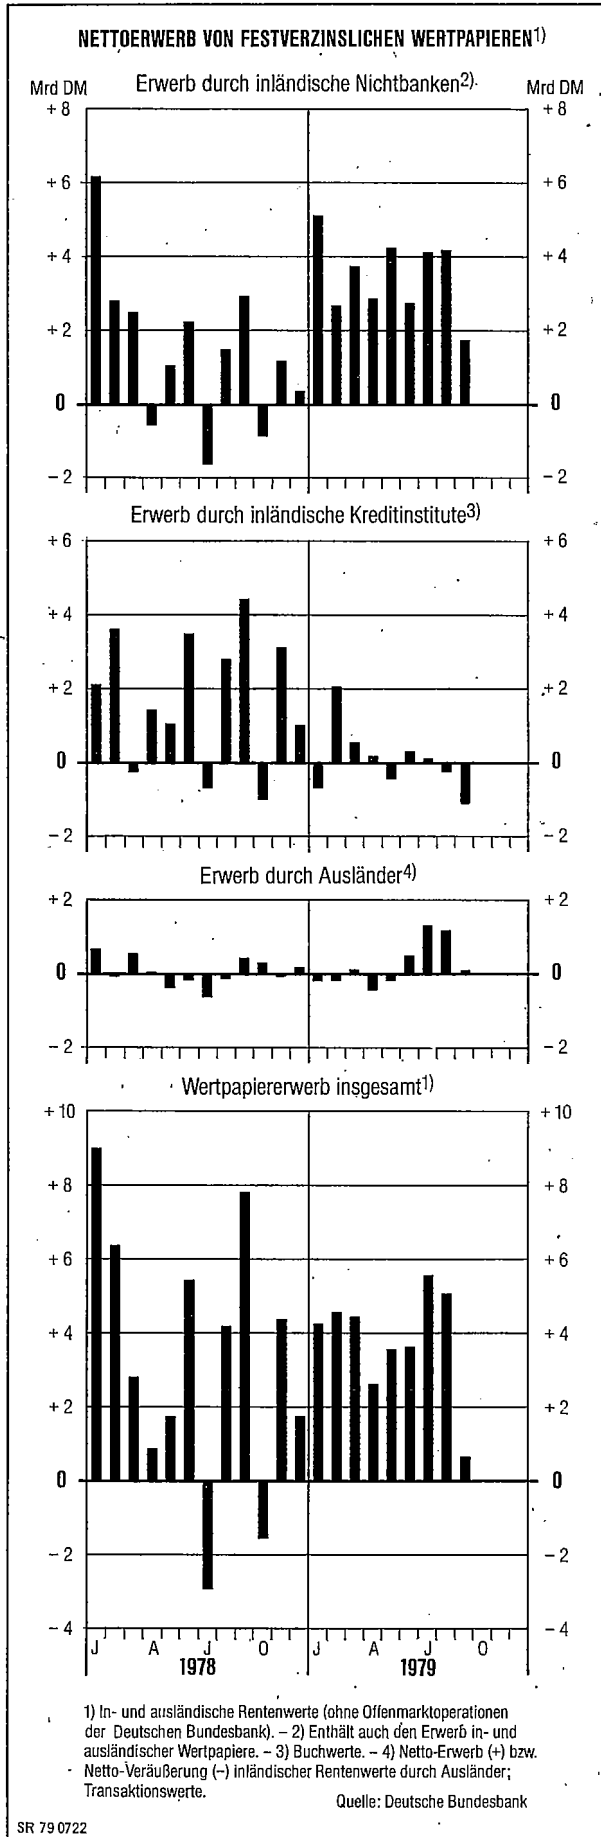 NETTOERWERB VON FESTVERZINSLICHEN WERTPAPIEREN1)
Mrd DM Erwerb durch inländische Nichtbanken2) Mrd DM
+ 8 + 8
+ 6 + 6
+ 4 + 4
+ 2 + 2
0 0
– 2 – 2
Erwerb durch inländische Kreditinstitute3)
+ 6 + 6
+ 4 + 4
+ 2 + 2
0 0
– 2 – 2
Erwerb durch Ausländer4)
+ 2 + 2
0 0
– 2 – 2
Wertpapiererwerb insgesamt1)
+ 10 + 10
+ 8 + 8
+ 6 + 6
+ 4 + 4
+ 2 + 2
0 0
– 2 – 2
– 4 – 4
J A J O J A J O
1978 1979
1) In- und ausländische Rentenwerte (ohne Offenmarktoperationen
der Deutschen Bundesbank). – 2) Enthält auch den Erwerb in- und
ausländischer Wertpapiere. – 3) Buchwerte. – 4) Netto-Erwerb (+) bzw.
Netto-Veräußerung (–) inländischer Rentenwerte durch Ausländer;
Transaktionswerte.
Quelle: Deutsche Bundesbank
SR 79 0722